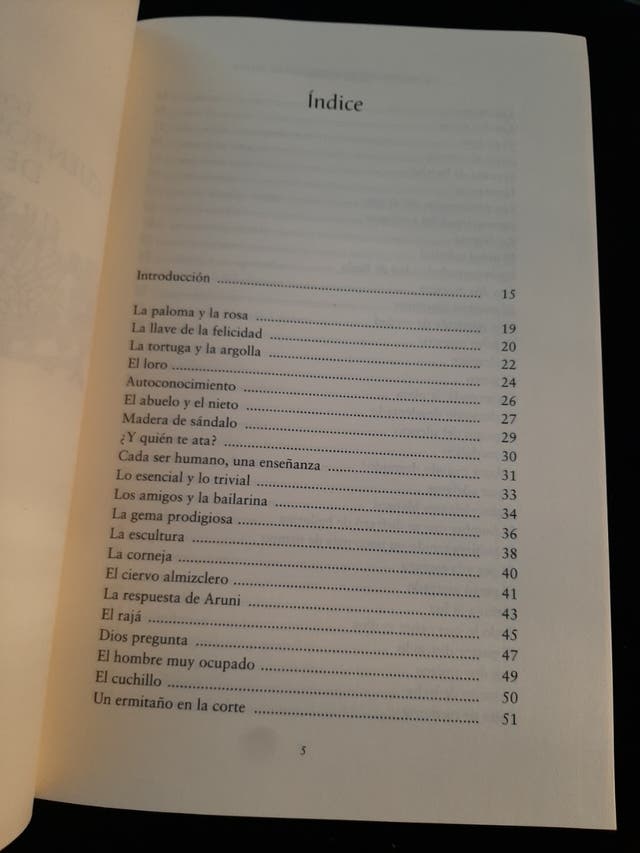 Índice
Introducción ........ 15
La paloma y la rosa ........ 19
La llave de la felicidad ........ 20
La tortuga y la argolla ........ 22
El loro ........ 24
Autoconocimiento ........ 26
El abuelo y el nieto ........ 27
Madera de sándalo ........ 29
¿Y quién te ata? ........ 30
Cada ser humano, una enseñanza ........ 31
Lo esencial y lo trivial ........ 33
Los amigos y la bailarina ........ 34
La gema prodigiosa ........ 36
La escultura ........ 38
La corneja ........ 40
El ciervo almizclero ........ 41
La respuesta de Aruni ........ 43
El rajá ........ 45
Dios pregunta ........ 47
El hombre muy ocupado ........ 49
El cuchillo ........ 50
Un ermitaño en la corte ........ 51
5